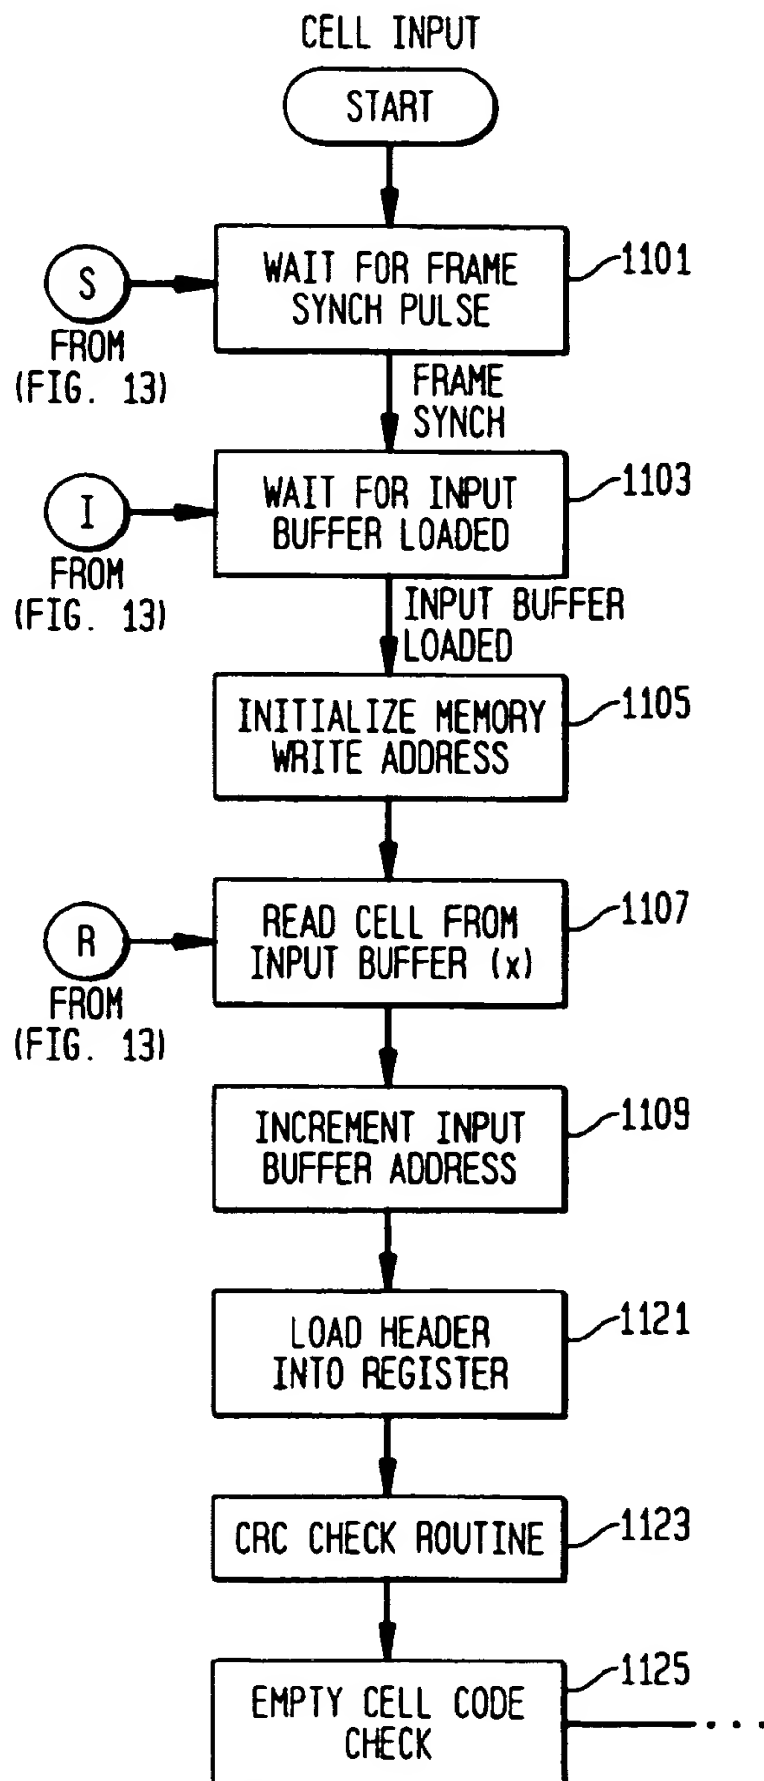 CELL INPUT
START
WAIT FOR FRAME
SYNCH PULSE
1101
S
FROM
(FIG. 13)
FRAME
SYNCH
WAIT FOR INPUT
BUFFER LOADED
1103
I
FROM
(FIG. 13)
INPUT BUFFER
LOADED
INITIALIZE MEMORY
WRITE ADDRESS
1105
READ CELL FROM
INPUT BUFFER (x)
1107
R
FROM
(FIG. 13)
INCREMENT INPUT
BUFFER ADDRESS
1109
LOAD HEADER
INTO REGISTER
1121
CRC CHECK ROUTINE
1123
EMPTY CELL CODE
CHECK
1125
. . .